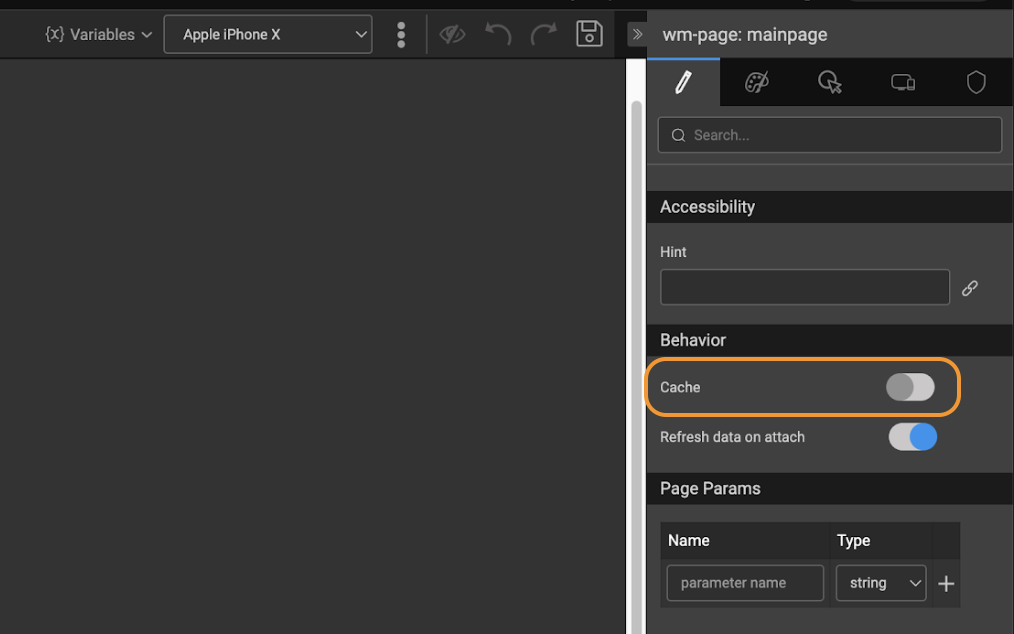 {x} Variables
Apple iPhone X
wm-page: mainpage
Search...
Accessibility
Hint
Behavior
Cache
Refresh data on attach
Page Params
Name Type
parameter name string